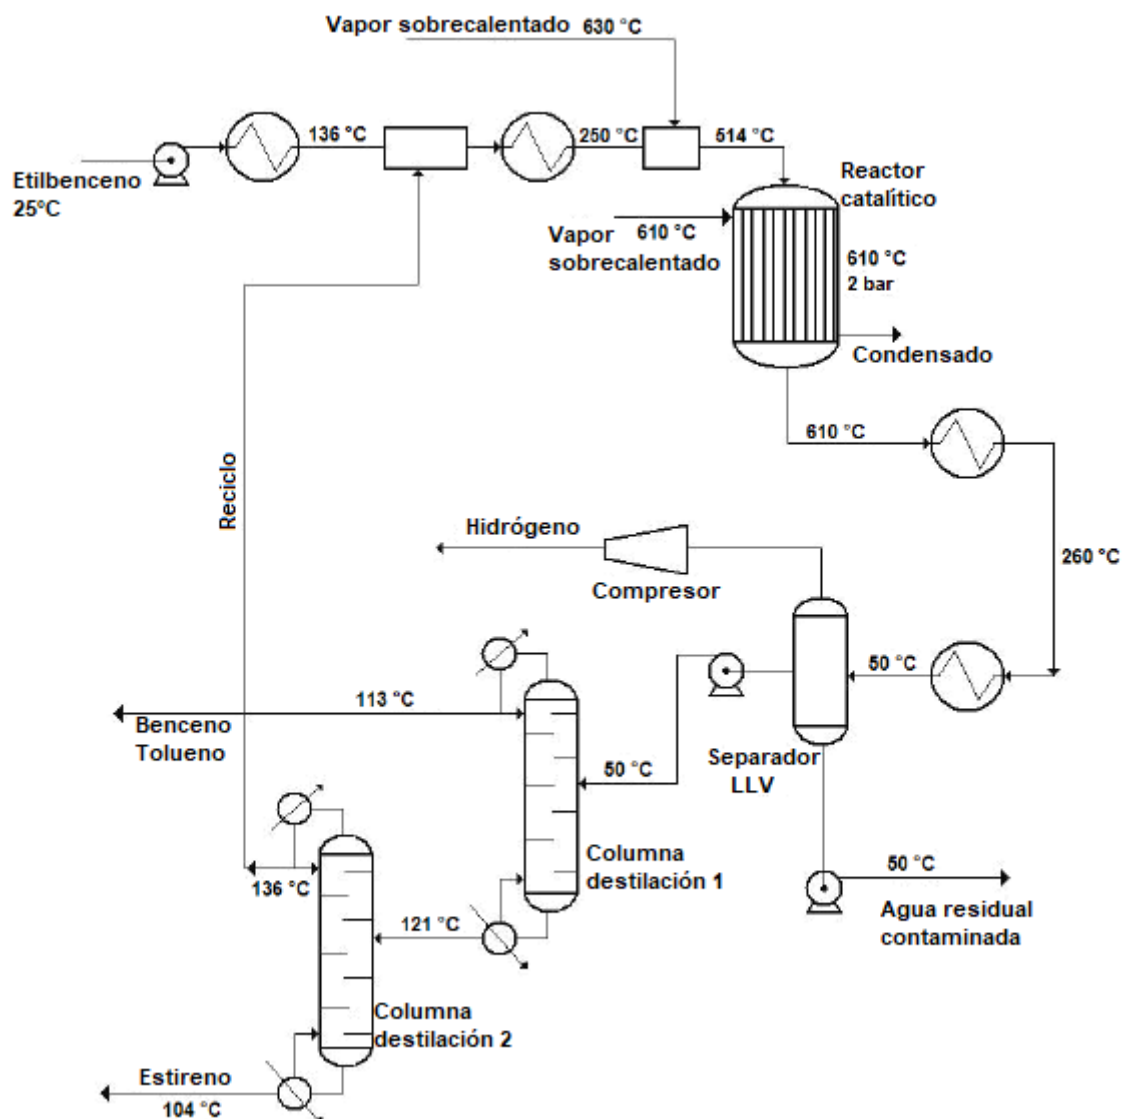 Vapor sobrecalentado 630 °C
136 °C
250 °C
514 °C
Etilbenceno
25°C
Reactor
catalítico
Vapor
sobrecalentado
610 °C
610 °C
2 bar
Condensado
610 °C
Reciclo
Hidrógeno
Compresor
260 °C
50 °C
113 °C
Benceno
Tolueno
50 °C
Separador
LLV
136 °C
Columna
destilación 1
50 °C
121 °C
Agua residual
contaminada
Columna
destilación 2
Estireno
104 °C